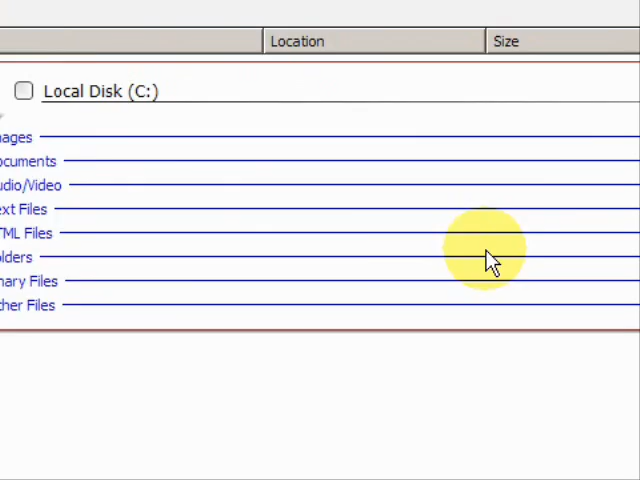 Location Size
Local Disk (C:)
ages
ocuments
udio/Video
ext Files
TML Files
olders
nary Files
ther Files